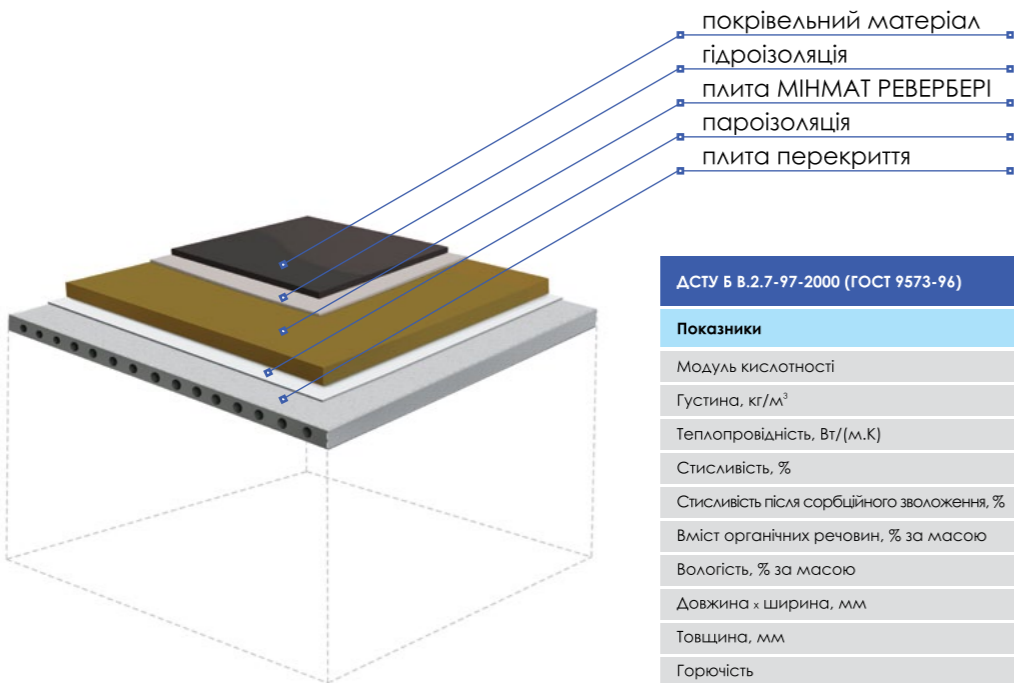 покрівельний матеріал
гідроізоляція
плита МІНМАТ РЕВЕРБЕРІ
пароізоляція
плита перекриття
ДСТУ Б В.2.7-97-2000 (ГОСТ 9573-96)
Показники
Модуль кислотності
Густина, кг/м³
Теплопровідність, Вт/(м.К)
Стисливість, %
Стисливість після сорбційного зволоження, %
Вміст органічних речовин, % за масою
Вологість, % за масою
Довжина х ширина, мм
Товщина, мм
Горючість